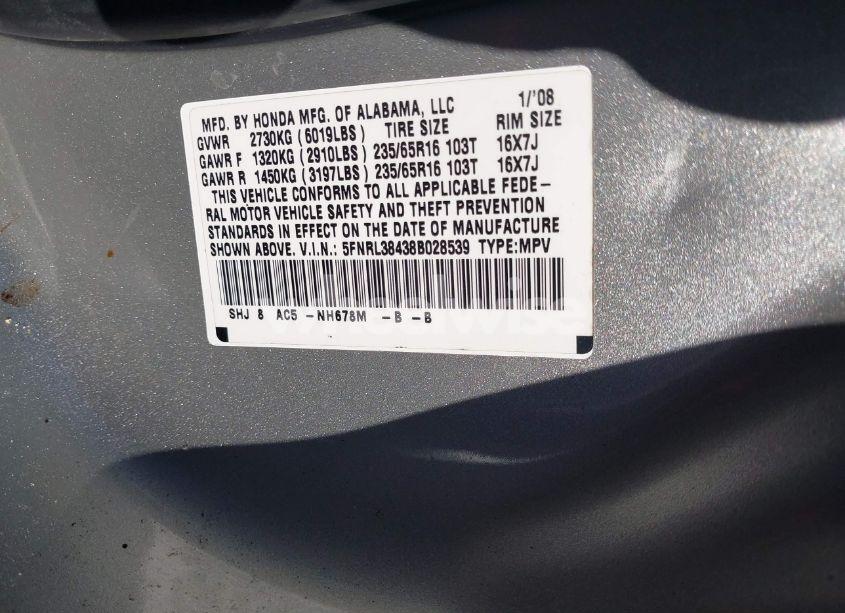 MFD. BY HONDA MFG. OF ALABAMA, LLC 1/'08
GVWR 2730KG (6019LBS) TIRE SIZE RIM SIZE
GAWR F 1320KG (2910LBS) 235/65R16 103T 16X7J
GAWR R 1450KG (3197LBS) 235/65R16 103T 16X7J
THIS VEHICLE CONFORMS TO ALL APPLICABLE FEDE-
RAL MOTOR VEHICLE SAFETY AND THEFT PREVENTION
STANDARDS IN EFFECT ON THE DATE OF MANUFACTURE
SHOWN ABOVE. V.I.N.: 5FNRL38438B028539 TYPE:MPV
SHJ 8 AC5 -NH678M -B -B